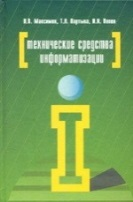 Н.В. Максимов, Т.Л. Партыка, И.И. Попов
технические средства
информатизации